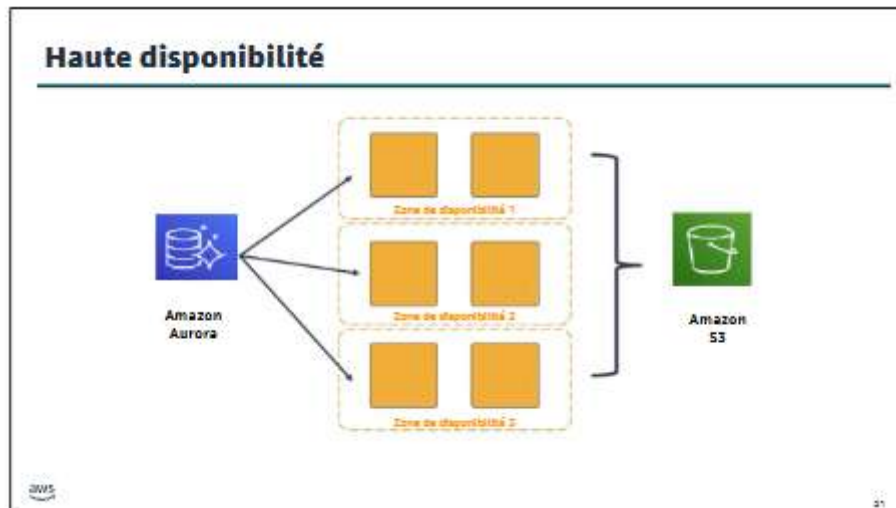 Haute disponibilité
Zone de disponibilité 1
Zone de disponibilité 2
Zone de disponibilité 3
Amazon
Aurora
Amazon
S3
aws